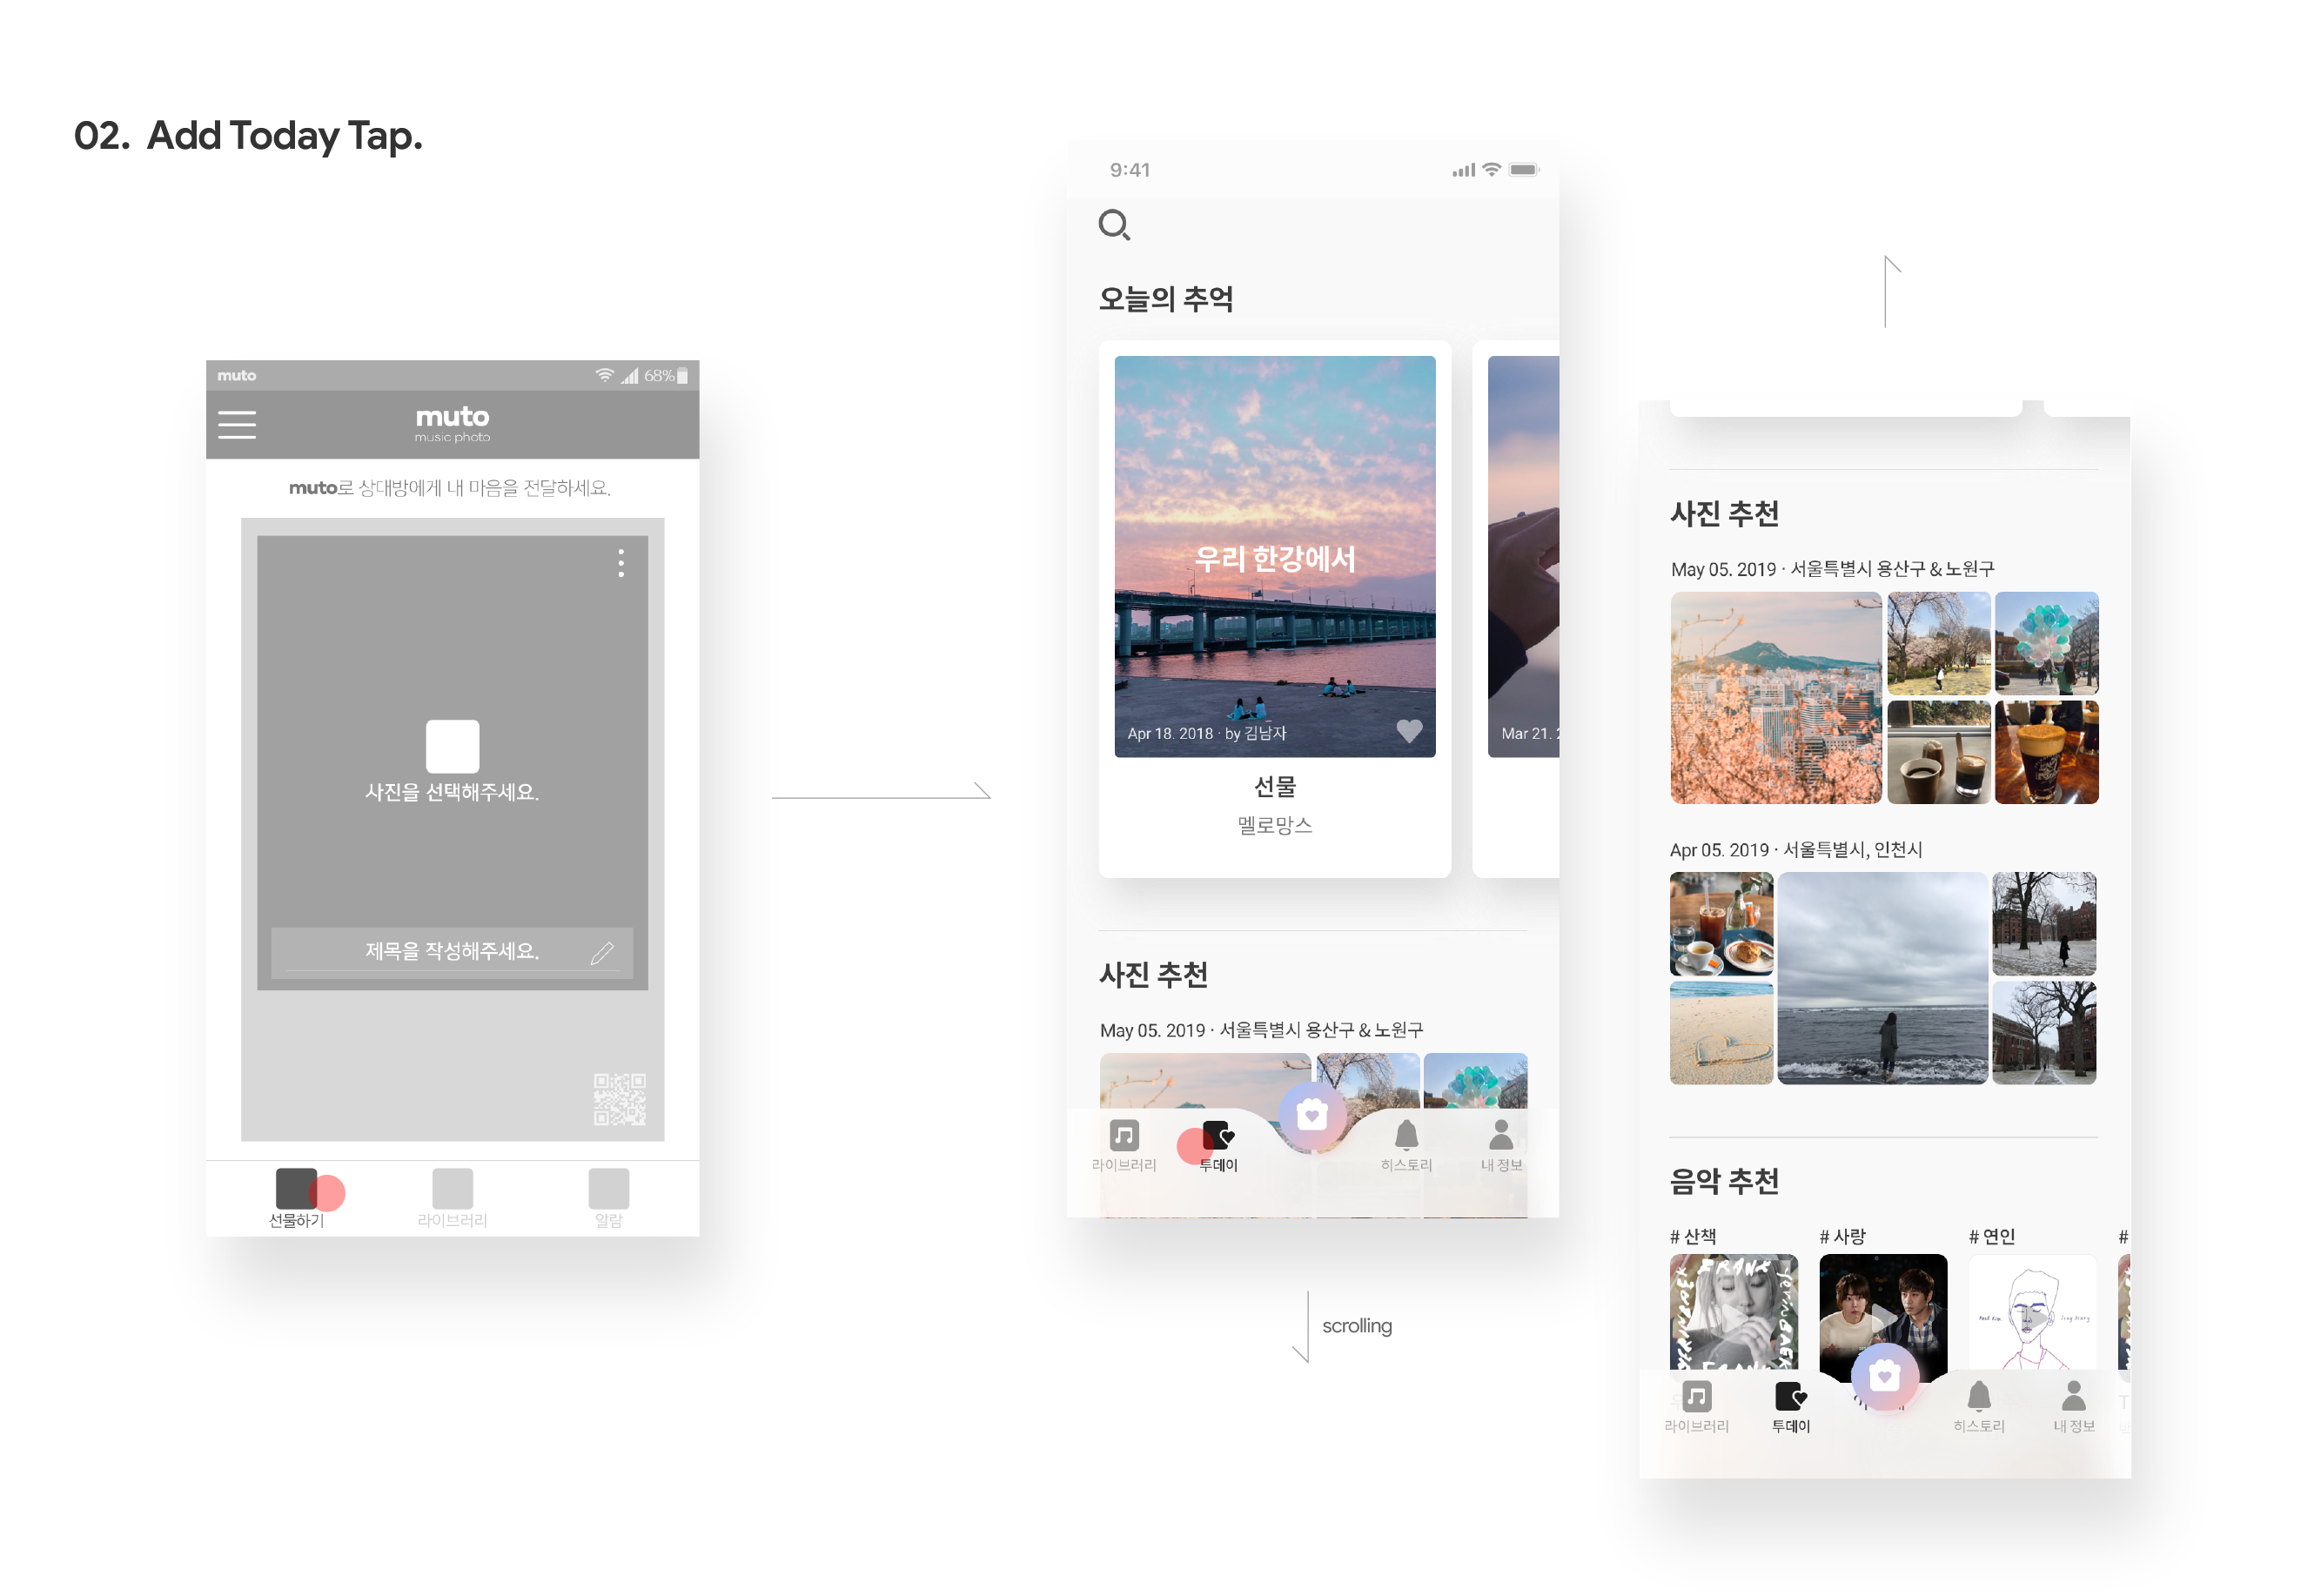 02. Add Today Tap.
muto
68%
muto
music photo
muto로 상대방에게 내 마음을 전달하세요.
사진을 선택해주세요.
제목을 작성해주세요.
선물하기
라이브러리
알람
9:41
오늘의 추억
우리 한강에서
Apr 18. 2018 · by 김남자
Mar 21. 2
선물
멜로망스
사진 추천
May 05. 2019 · 서울특별시 용산구 & 노원구
라이브러리
투데이
히스토리
내 정보
scrolling
사진 추천
May 05. 2019 · 서울특별시 용산구 & 노원구
Apr 05. 2019 · 서울특별시, 인천시
음악 추천
# 산책
# 사랑
# 연인
#
Paul Kim
라이브러리
투데이
히스토리
내 정보